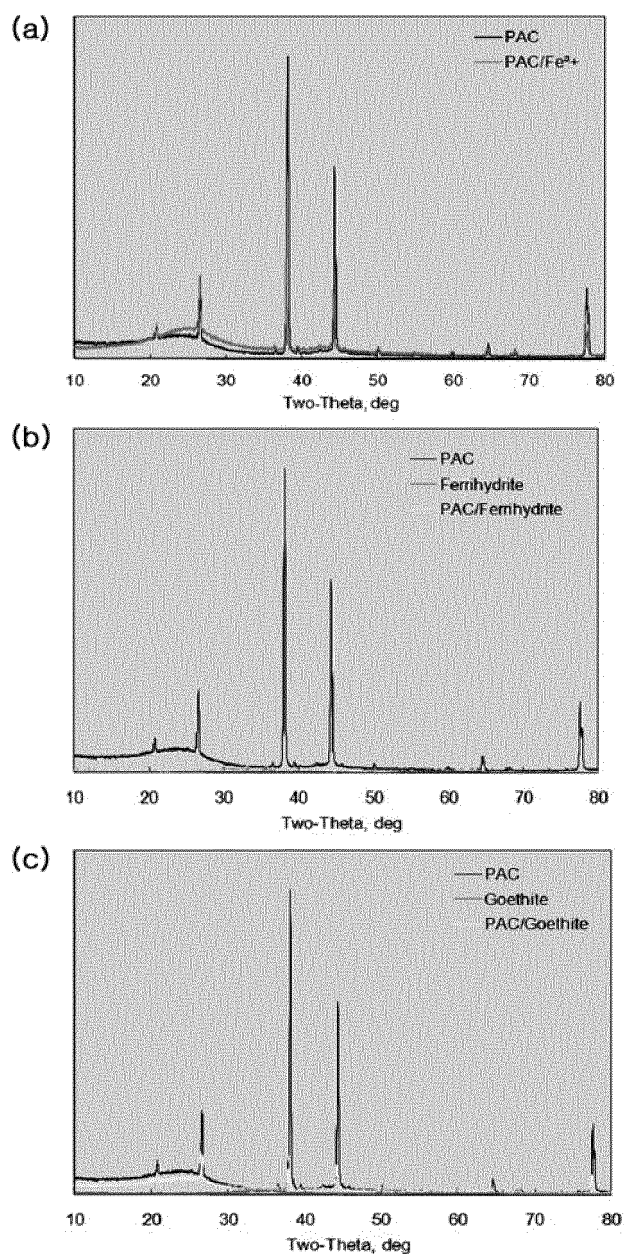 (a)
PAC
PAC/Fe³+
10 20 30 40 50 60 70 80
Two-Theta, deg
(b)
PAC
Ferrihydrite
PAC/Ferrihydrite
10 20 30 40 50 60 70 80
Two-Theta, deg
(c)
PAC
Goethite
PAC/Goethite
10 20 30 40 50 60 70 80
Two-Theta, deg